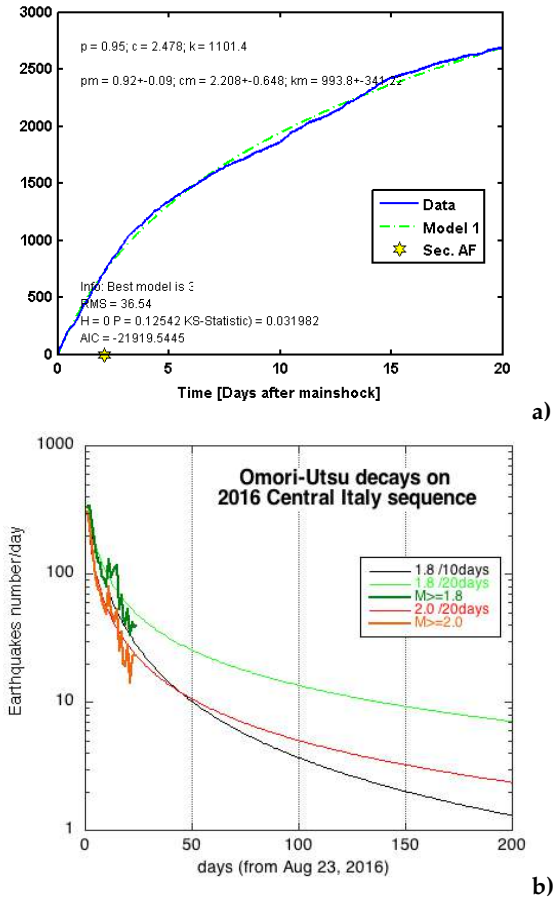 3000
p = 0.95; c = 2.478; k = 1101.4
2500
pm = 0.92+-0.09; cm = 2.208+-0.648; km = 993.8+-341.22
2000
1500
Data
Model 1
Sec. AF
1000
Info: Best model is 3
500
RMS = 36.54
H = 0 P = 0.12542 KS-Statistic) = 0.031982
AIC = -21919.5445
0
0 5 10 15 20
Time [Days after mainshock]
a)
1000
Omori-Utsu decays on
2016 Central Italy sequence
Earthquakes number/day
100
1.8 /10days
1.8 /20days
M>=1.8
2.0 /20days
M>=2.0
10
1
0 50 100 150 200
days (from Aug 23, 2016)
b)